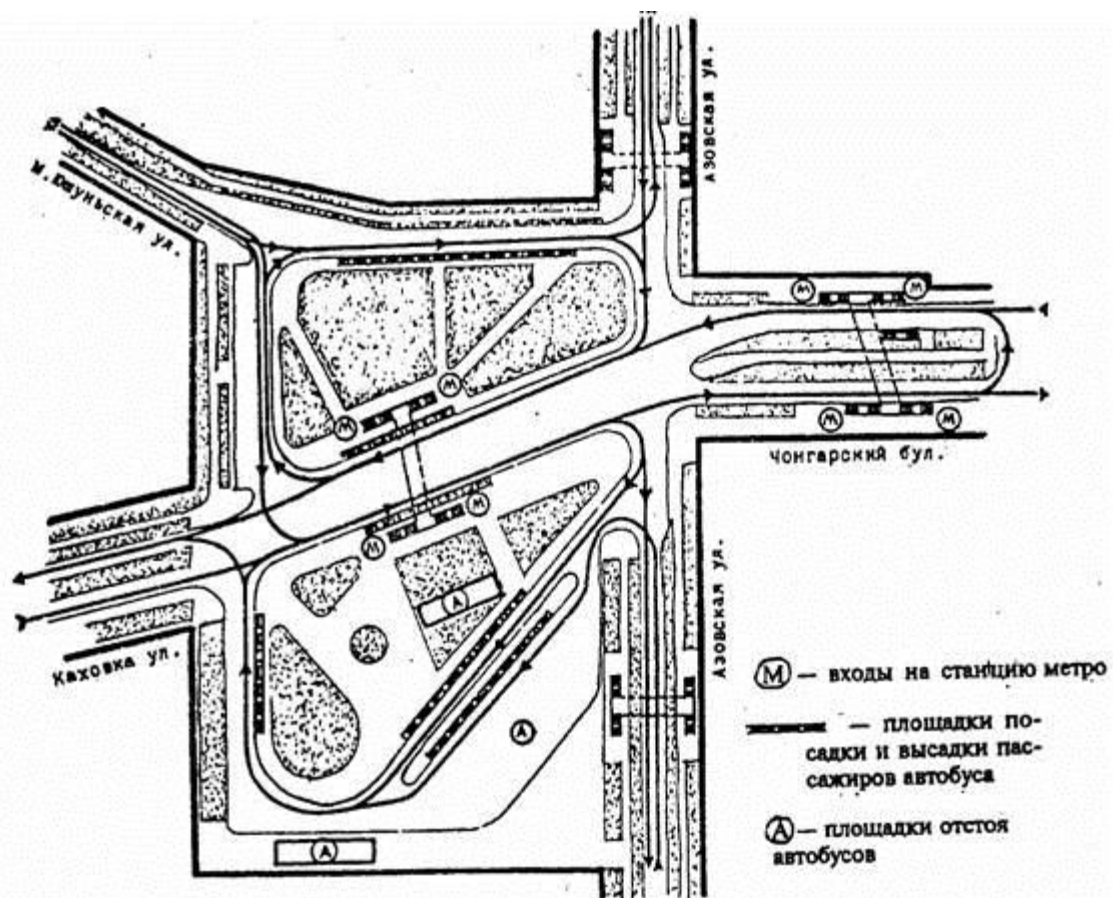 Азовская ул.
М. Юшуньская ул.
М
М
М
М
М
М
Чонгарский бул.
М
М
А
Азовская ул.
Каховка ул.
М — входы на станцию метро
— площадки по-
садки и высадки пас-
сажиров автобуса
А
А
А — площадки отстоя
автобусов